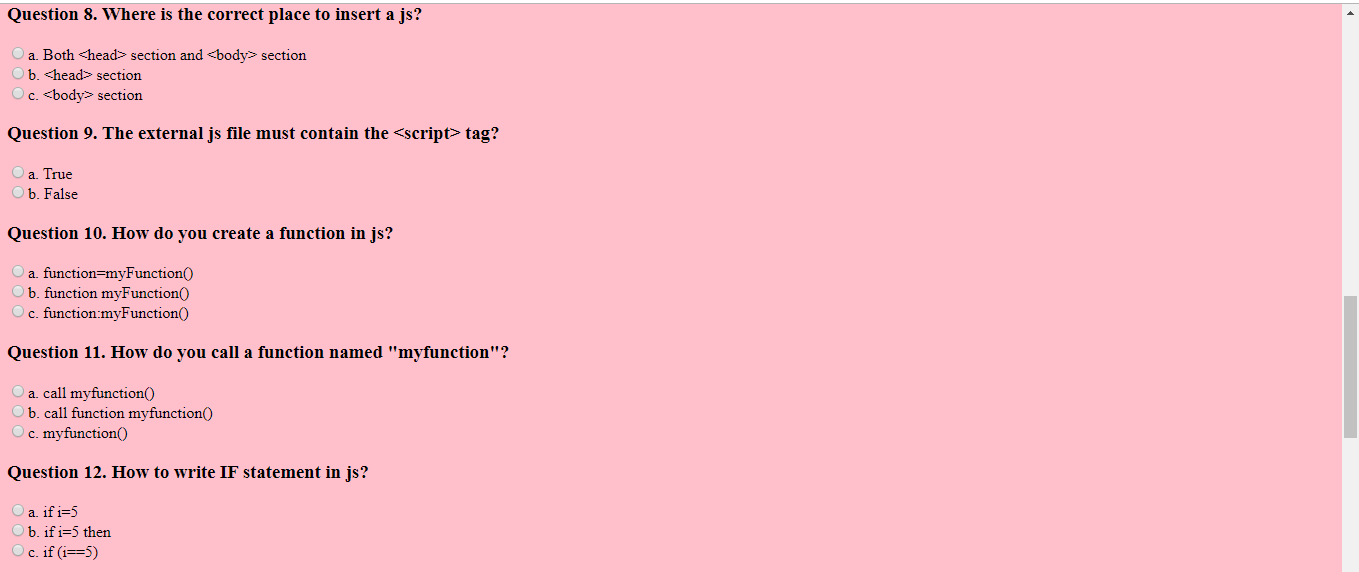 Question 8. Where is the correct place to insert a js?
a. Both <head> section and <body> section
b. <head> section
c. <body> section
Question 9. The external js file must contain the <script> tag?
a. True
b. False
Question 10. How do you create a function in js?
a. function=myFunction()
b. function myFunction()
c. function:myFunction()
Question 11. How do you call a function named "myfunction"?
a. call myfunction()
b. call function myfunction()
c. myfunction()
Question 12. How to write IF statement in js?
a. if i=5
b. if i=5 then
c. if (i==5)